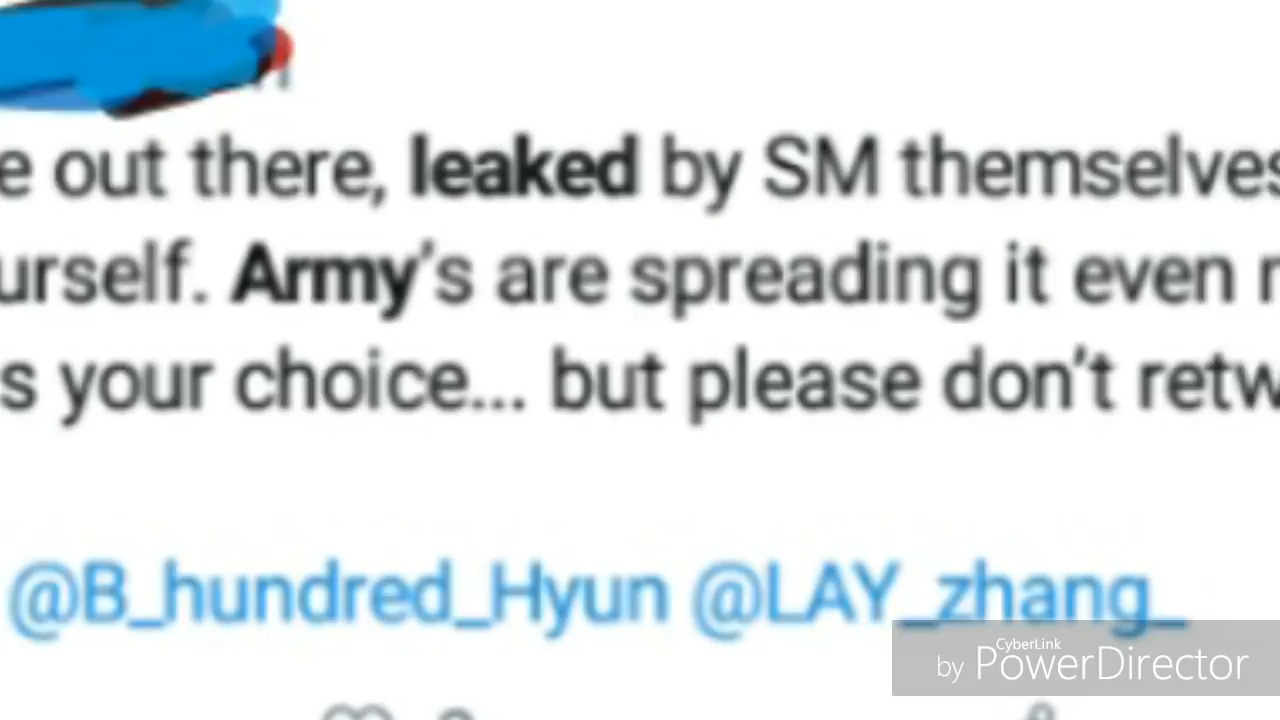 e out there, leaked by SM themselves
urself. Army's are spreading it even
s your choice... but please don't retw
@B_hundred_Hyun @LAY_zhang_
CyberLink
by PowerDirector